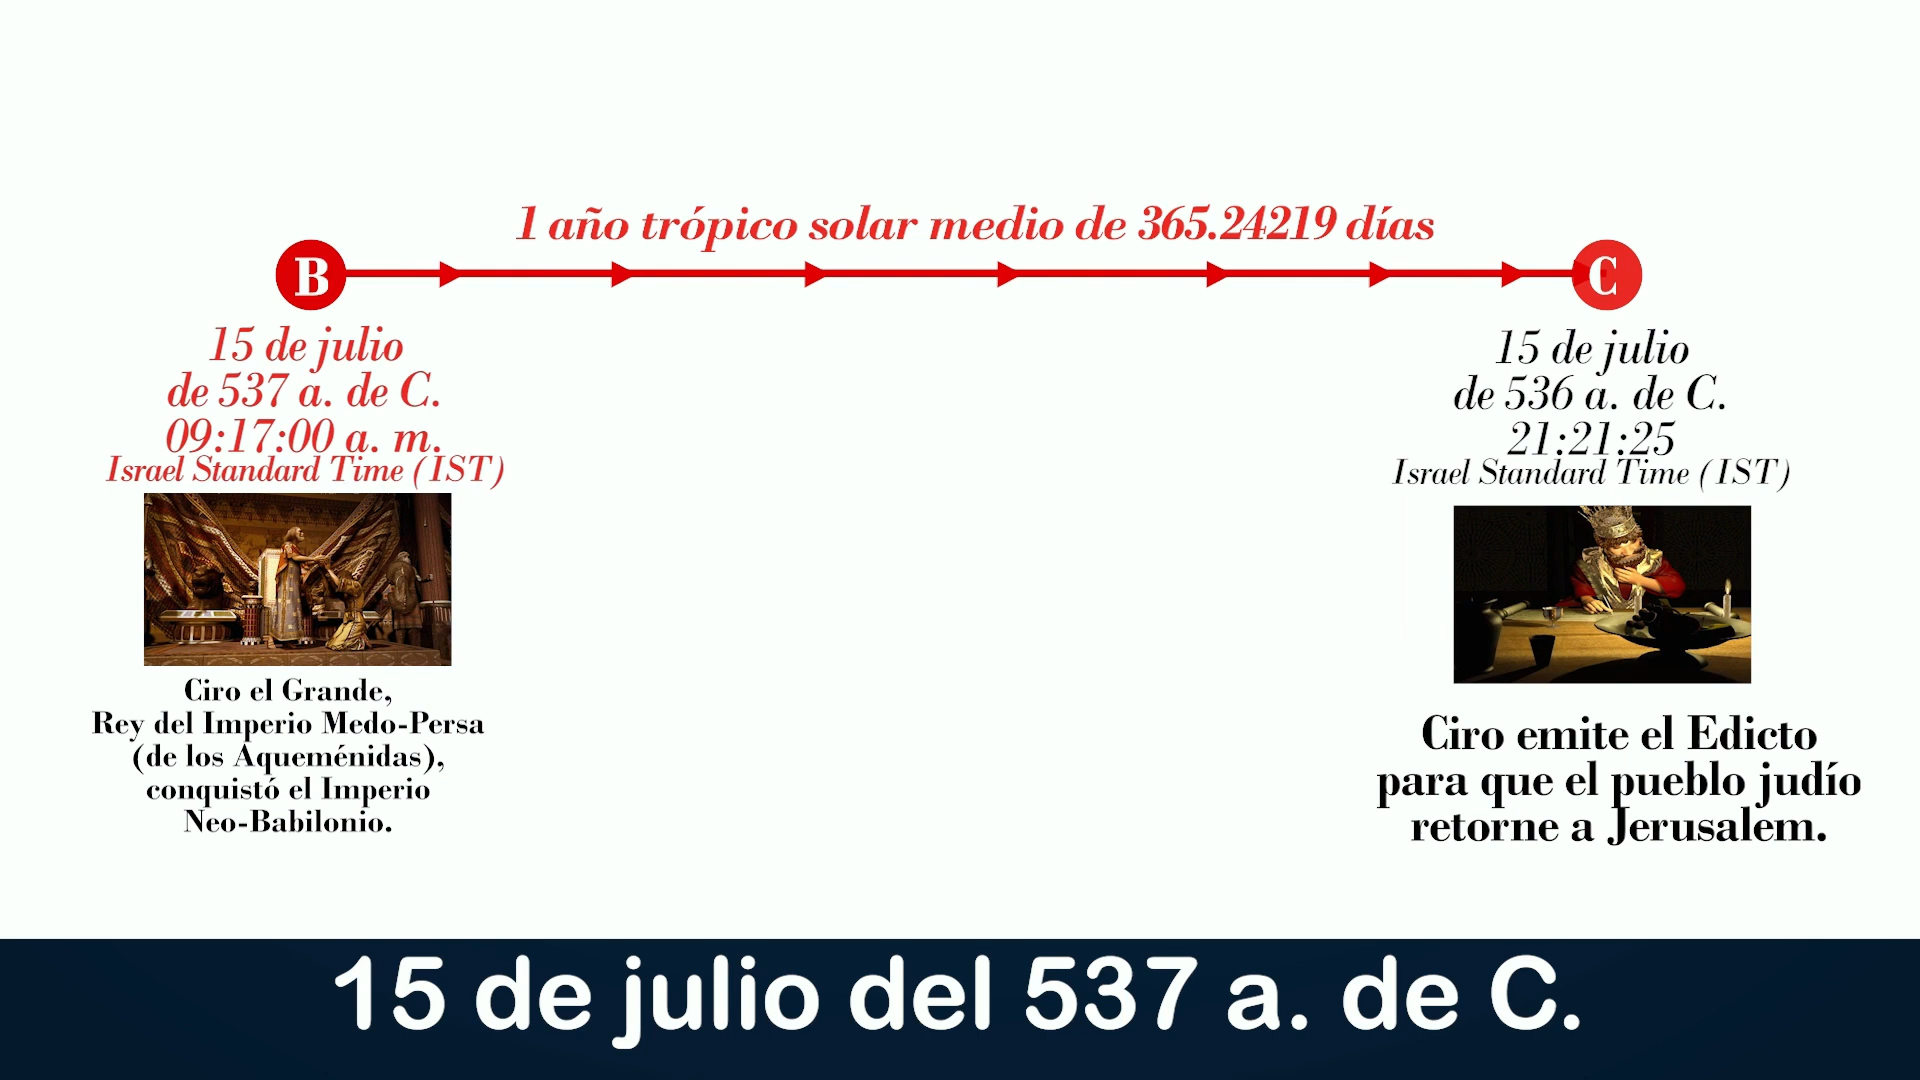 1 año trópico solar medio de 365.24219 días
B
C
15 de julio
de 537 a. de C.
09:17:00 a. m.
Israel Standard Time (IST)
15 de julio
de 536 a. de C.
21:21:25
Israel Standard Time (IST)
Ciro el Grande,
Rey del Imperio Medo-Persa
(de los Aqueménidas),
conquistó el Imperio
Neo-Babilonio.
Ciro emite el Edicto
para que el pueblo judío
retorne a Jerusalem.
15 de julio del 537 a. de C.